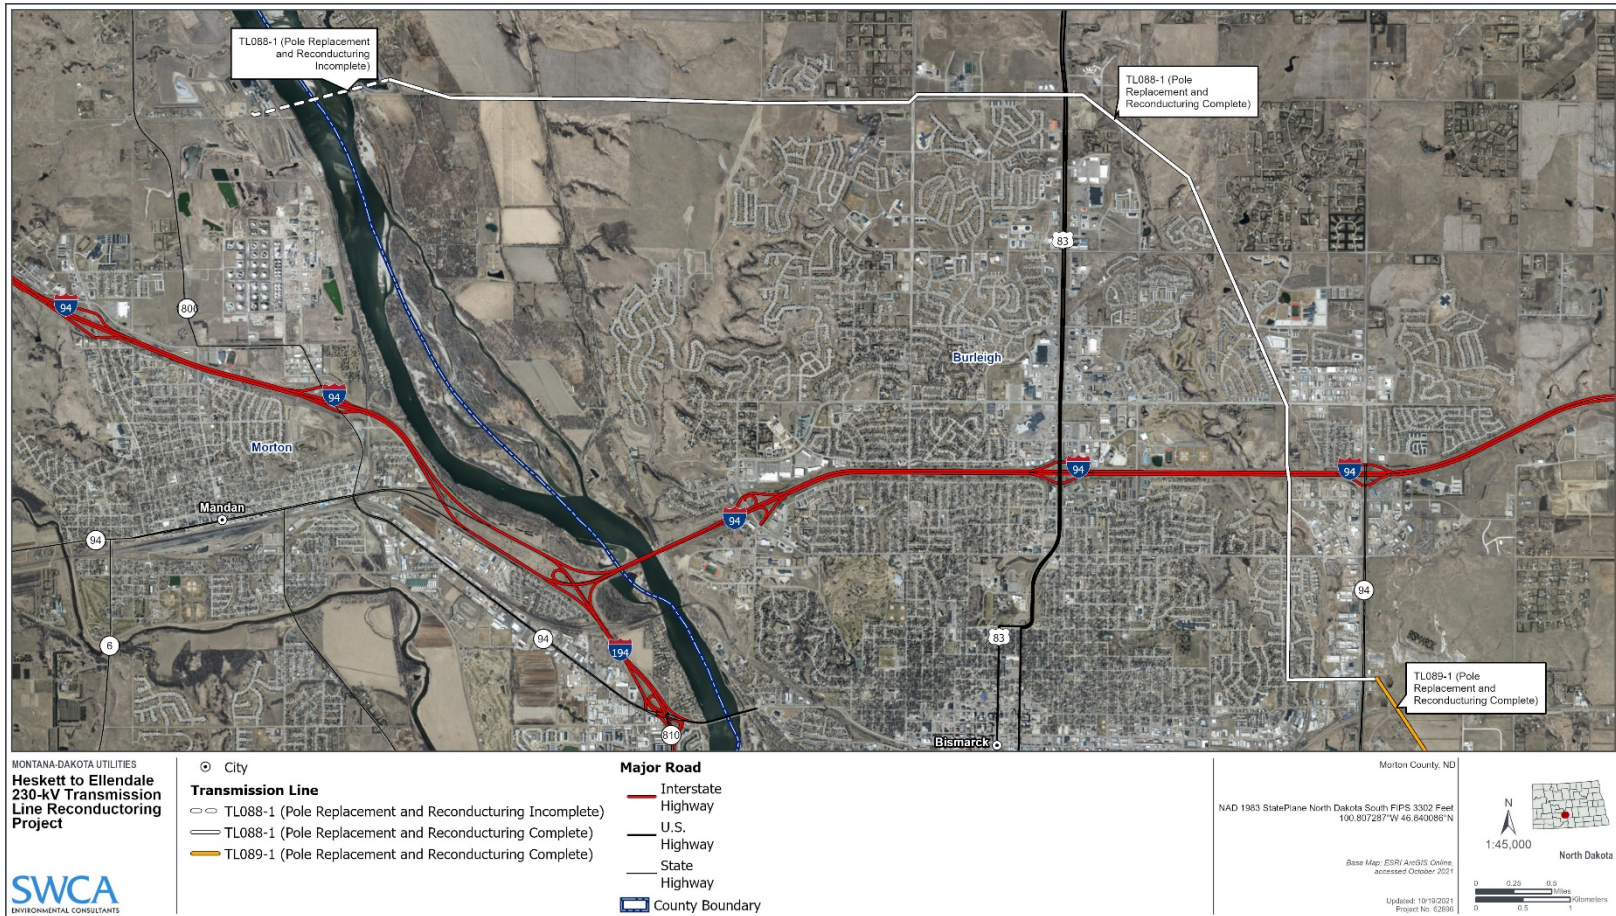 TL088-1 (Pole Replacement
and Reconducturing
Incomplete)
TL088-1 (Pole
Replacement and
Reconducturing Complete)
83
94
806
94
Burleigh
Morton
94
94
Mandan
94
94
94
6
94
194
83
TL089-1 (Pole
Replacement and
Reconducturing Complete)
810
Bismarck
MONTANA-DAKOTA UTILITIES
Heskett to Ellendale
230-kV Transmission
Line Reconductoring
Project
SWCA
ENVIRONMENTAL CONSULTANTS
City
Transmission Line
TL088-1 (Pole Replacement and Reconducturing Incomplete)
TL088-1 (Pole Replacement and Reconducturing Complete)
TL089-1 (Pole Replacement and Reconducturing Complete)
Major Road
Interstate
Highway
U.S.
Highway
State
Highway
County Boundary
Morton County, ND
NAD 1983 StatePlane North Dakota South FIPS 3302 Feet
100.807287°W 46.840086°N
Base Map: ESRI ArcGIS Online,
accessed October 2021
Updated: 10/19/2021
Project No. 62896
N
1:45,000
North Dakota
0 0.25 0.5
Miles
Kilometers
0 0.5 1